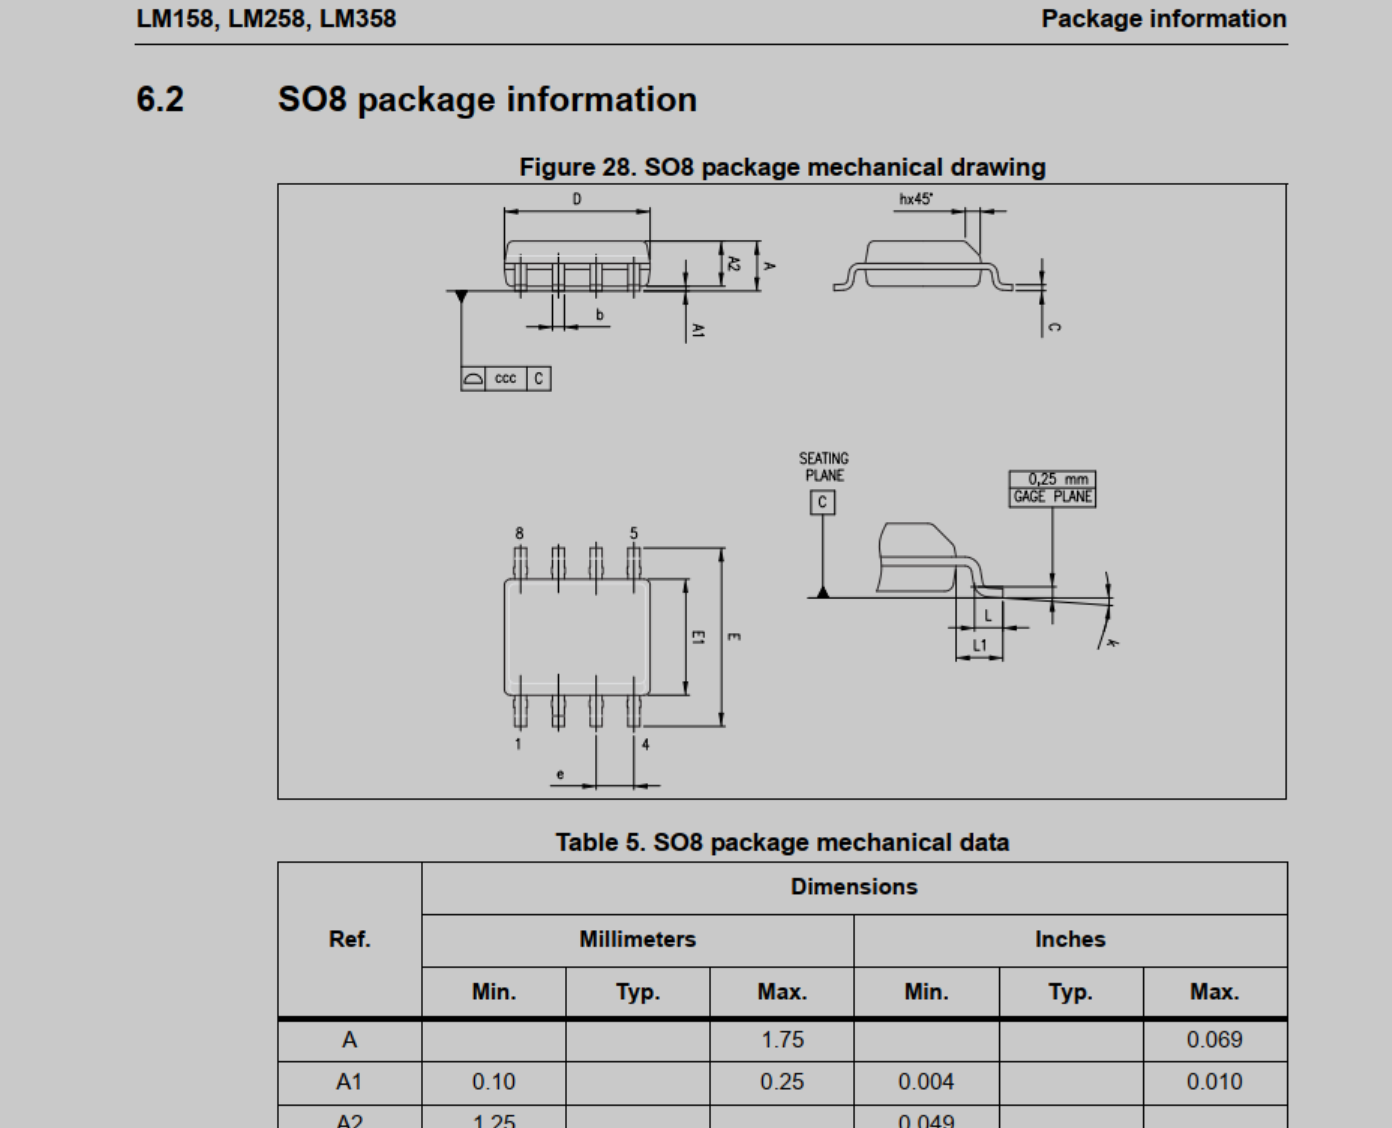 LM158, LM258, LM358 Package information
6.2 SO8 package information
Figure 28. SO8 package mechanical drawing
D
hx45°
A2
A
b
A1
C
ccc C
SEATING
PLANE
C
0,25 mm
GAGE PLANE
8 5
E1
E
L
L1
k
1 4
e
Table 5. SO8 package mechanical data
Ref. Dimensions
Millimeters Inches
Min. Typ. Max. Min. Typ. Max.
A 1.75 0.069
A1 0.10 0.25 0.004 0.010
A2 1.25 0.049